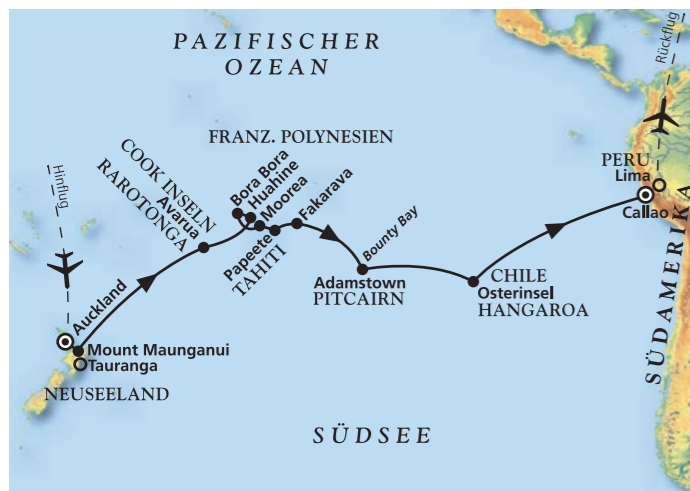 PAZIFISCHER
OZEAN
Rückflug
FRANZ. POLYNESIEN
COOK INSELN
RAROTONGA
Avarua
Bora Bora
Huahine
Moorea
Fakarava
Papeete
TAHITI
Bounty Bay
Adamstown
PITCAIRN
CHILE
Osterinsel
HANGAROA
PERU
Lima
Callao
SÜDAMERIKA
Hinflug
Auckland
Mount Maunganui
Tauranga
NEUSEELAND
SÜDSEE